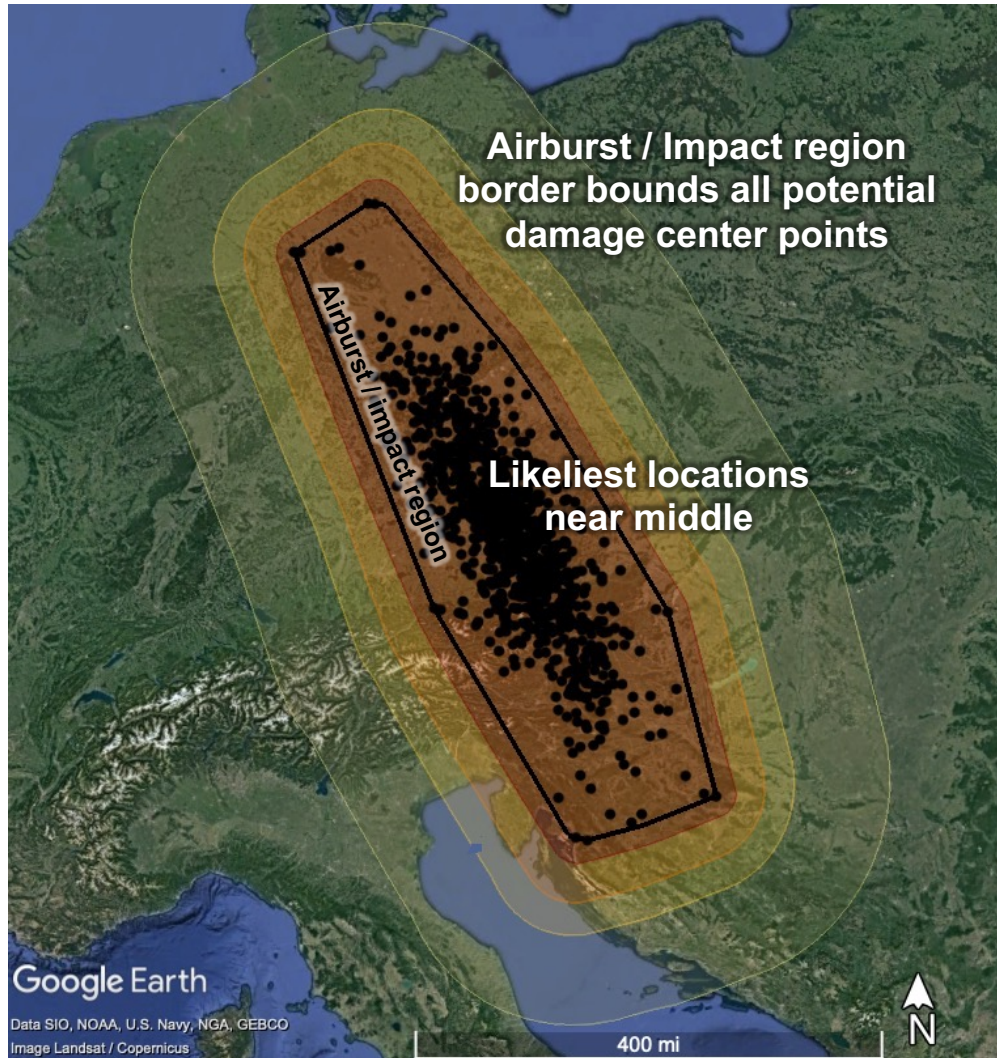 Airburst / Impact region
border bounds all potential
damage center points
Airburst / impact region
Likeliest locations
near middle
Google Earth
Data SIO, NOAA, U.S. Navy, NGA, GEBCO
Image Landsat / Copernicus
400 mi
N